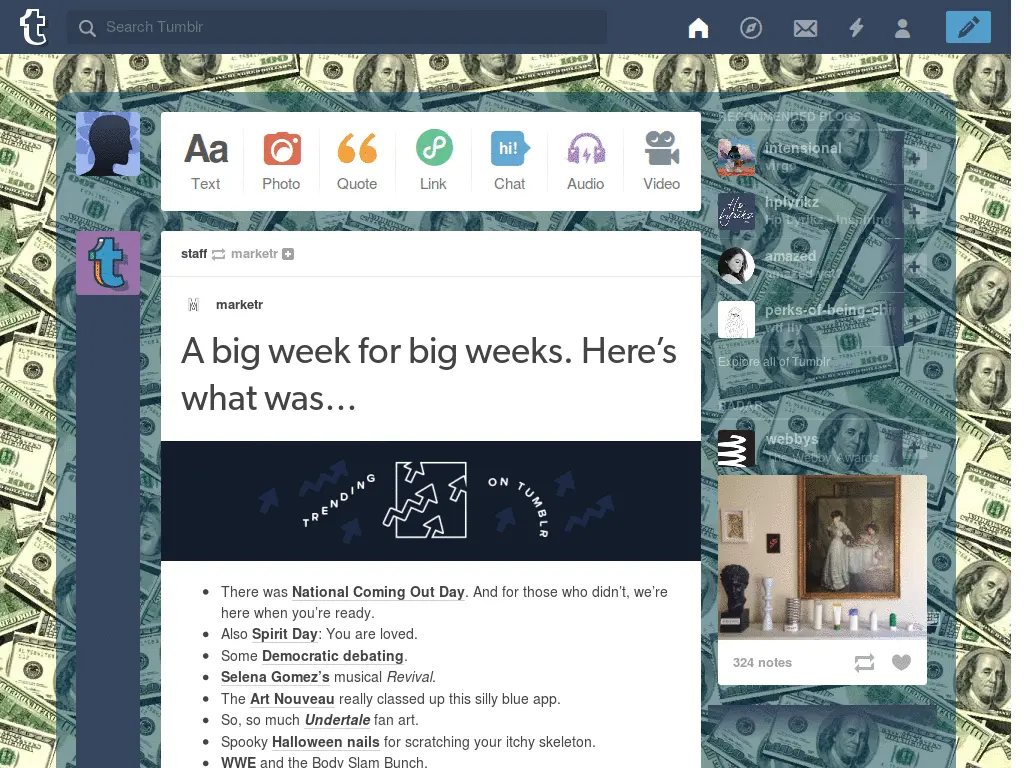 Search Tumblr
Aa
hi!
Text Photo Quote Link Chat Audio Video
RECOMMENDED BLOGS
intensional
hplyrikz
amazed
perks-of-being-chi
Explore all of Tumblr
RADAR
webbys
The Webby Awards
324 notes
staff marketr
marketr
A big week for big weeks. Here’s
what was…
TRENDING ON TUMBLR
There was National Coming Out Day. And for those who didn’t, we’re
here when you’re ready.
Also Spirit Day: You are loved.
Some Democratic debating.
Selena Gomez’s musical Revival.
The Art Nouveau really classed up this silly blue app.
So, so much Undertale fan art.
Spooky Halloween nails for scratching your itchy skeleton.
WWE and the Body Slam Bunch.